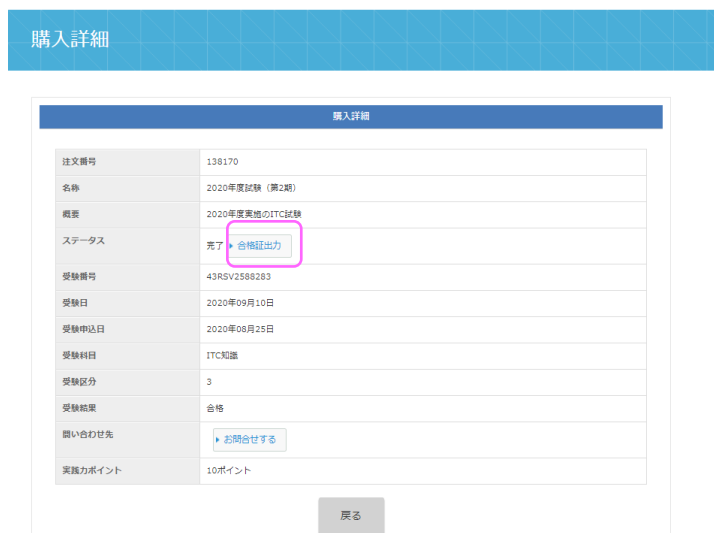 購入詳細
購入詳細
注文番号 138170
名称 2020年度試験（第2期）
概要 2020年度実施のITC試験
ステータス 完了 合格証出力
受験番号 43RSV2588283
受験日 2020年09月10日
受験申込日 2020年08月25日
受験科目 ITC知識
受験区分 3
受験結果 合格
問い合わせ先 お問合せする
実践力ポイント 10ポイント
戻る